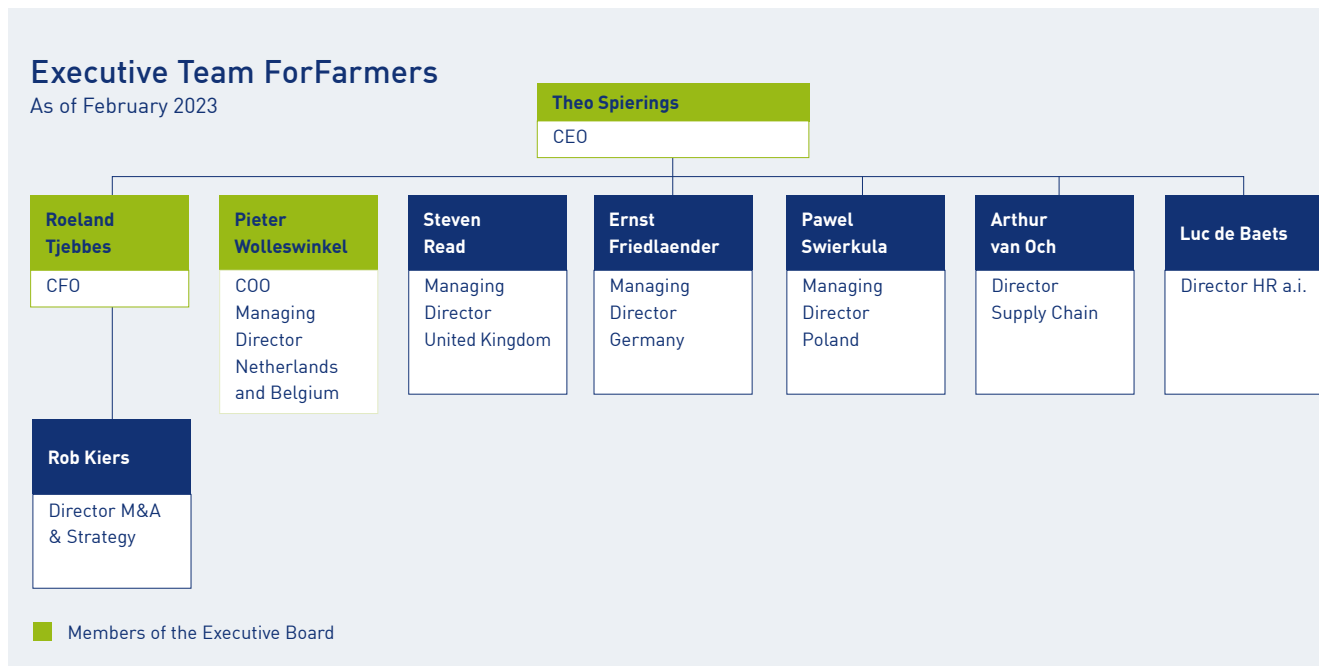 Executive Team ForFarmers
As of February 2023
Theo Spierings
CEO
Roeland
Tjebbes
CFO
Pieter
Wolleswinkel
COO
Managing
Director
Netherlands
and Belgium
Steven
Read
Managing
Director
United Kingdom
Ernst
Friedlaender
Managing
Director
Germany
Pawel
Swierkula
Managing
Director
Poland
Arthur
van Och
Director
Supply Chain
Luc de Baets
Director HR a.i.
Rob Kiers
Director M&A
& Strategy
Members of the Executive Board